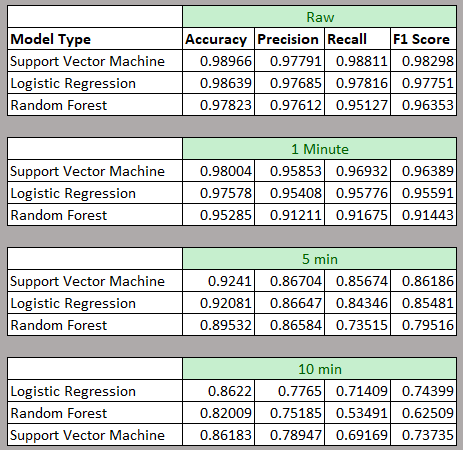 Raw
Model Type Accuracy Precision Recall F1 Score
Support Vector Machine 0.98966 0.97791 0.98811 0.98298
Logistic Regression 0.98639 0.97685 0.97816 0.97751
Random Forest 0.97823 0.97612 0.95127 0.96353
1 Minute
Support Vector Machine 0.98004 0.95853 0.96932 0.96389
Logistic Regression 0.97578 0.95408 0.95776 0.95591
Random Forest 0.95285 0.91211 0.91675 0.91443
5 min
Support Vector Machine 0.9241 0.86704 0.85674 0.86186
Logistic Regression 0.92081 0.86647 0.84346 0.85481
Random Forest 0.89532 0.86584 0.73515 0.79516
10 min
Logistic Regression 0.8622 0.7765 0.71409 0.74399
Random Forest 0.82009 0.75185 0.53491 0.62509
Support Vector Machine 0.86183 0.78947 0.69169 0.73735